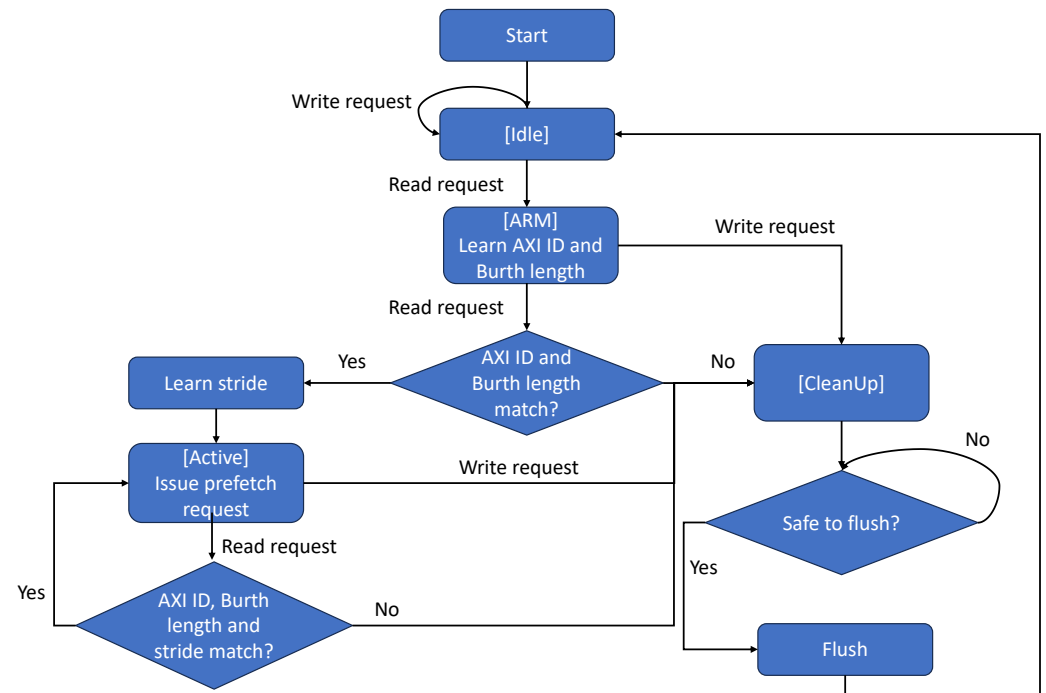 Start
Write request
[Idle]
Read request
[ARM]
Learn AXI ID and
Burth length
Write request
Read request
AXI ID and
Burth length
match?
Yes
No
Learn stride
[CleanUp]
[Active]
Issue prefetch
request
Write request
No
Safe to flush?
Read request
Yes
Yes
AXI ID, Burth
length and
stride match?
No
Flush